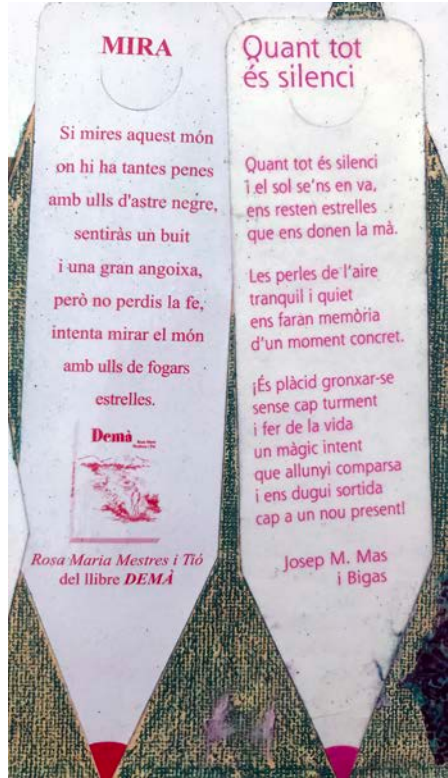 MIRA
Si mires aquest món
on hi ha tantes penes
amb ulls d'astre negre,
sentiràs un buit
i una gran angoixa,
però no perdis la fe,
intenta mirar el món
amb ulls de fogars
estrelles.
Demà
Rosa Maria Mestres i Tió
del llibre DEMÀ
Quant tot
és silenci
Quant tot és silenci
i el sol se'ns en va,
ens resten estrelles
que ens donen la mà.
Les perles de l'aire
tranquil i quiet
ens faran memòria
d'un moment concret.
¡És plàcid gronxar-se
sense cap turment
i fer de la vida
un màgic intent
que allunyi comparsa
i ens dugui sortida
cap a un nou present!
Josep M. Mas
i Bigas